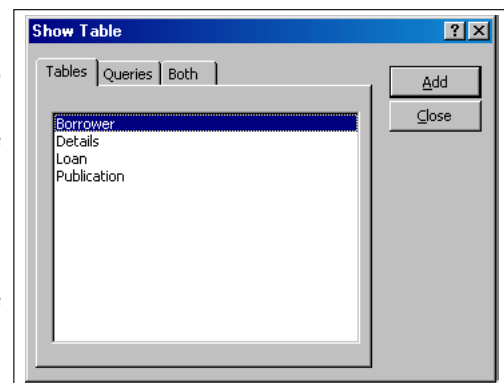 Show Table
? X
Tables Queries Both
Add
Close
Borrower
Details
Loan
Publication